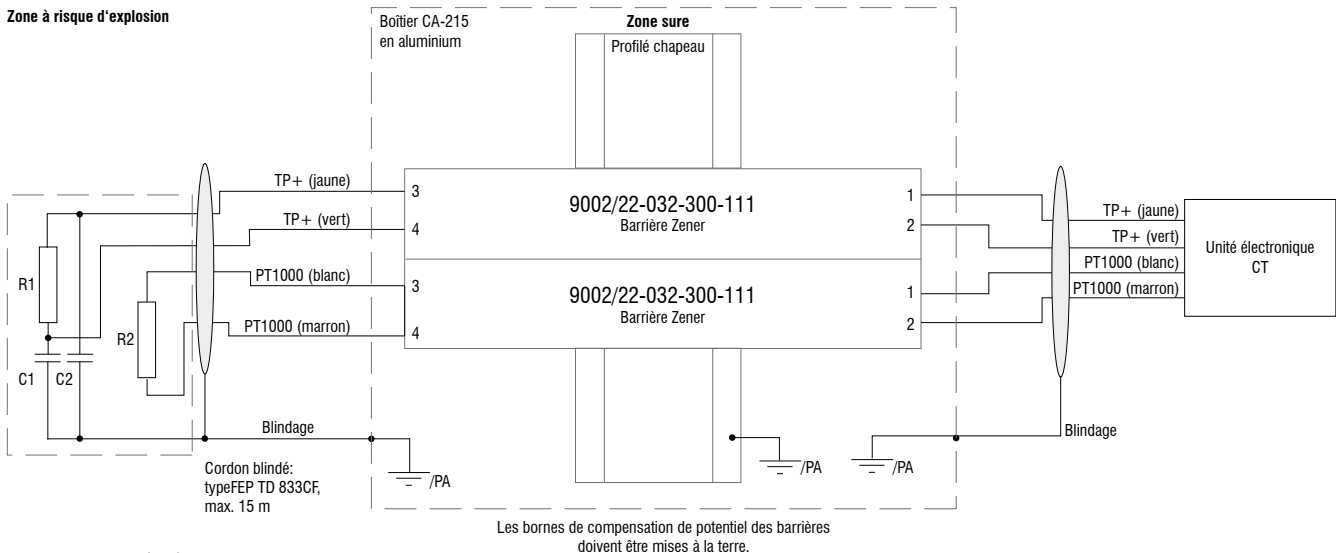 Zone à risque d‘explosion
Boîtier CA-215
en aluminium
Zone sure
Profilé chapeau
TP+ (jaune)
3
9002/22-032-300-111
Barrière Zener
1
TP+ (vert)
4
2
TP+ (jaune)
TP+ (vert)
PT1000 (blanc)
PT1000 (marron)
Unité électronique
CT
R1
PT1000 (blanc)
3
9002/22-032-300-111
Barrière Zener
1
PT1000 (marron)
4
2
R2
C1
C2
Blindage
Blindage
/PA
/PA
/PA
Cordon blindé:
typeFEP TD 833CF,
max. 15 m
Les bornes de compensation de potentiel des barrières
doivent être mises à la terre.